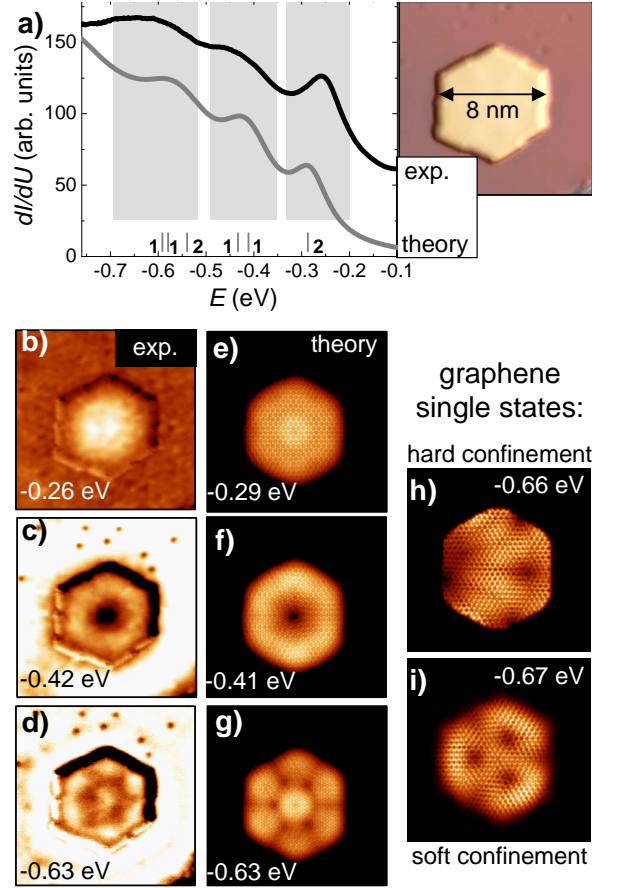 a)
dI/dU (arb. units)
150
125
100
75
50
25
0
1 1 2 1 1 2
-0.7 -0.6 -0.5 -0.4 -0.3 -0.2 -0.1
E (eV)
8 nm
exp.
theory
b)
exp.
-0.26 eV
e)
theory
-0.29 eV
graphene
single states:
hard confinement
c)
-0.42 eV
f)
-0.41 eV
h)
-0.66 eV
d)
-0.63 eV
g)
-0.63 eV
i)
-0.67 eV
soft confinement